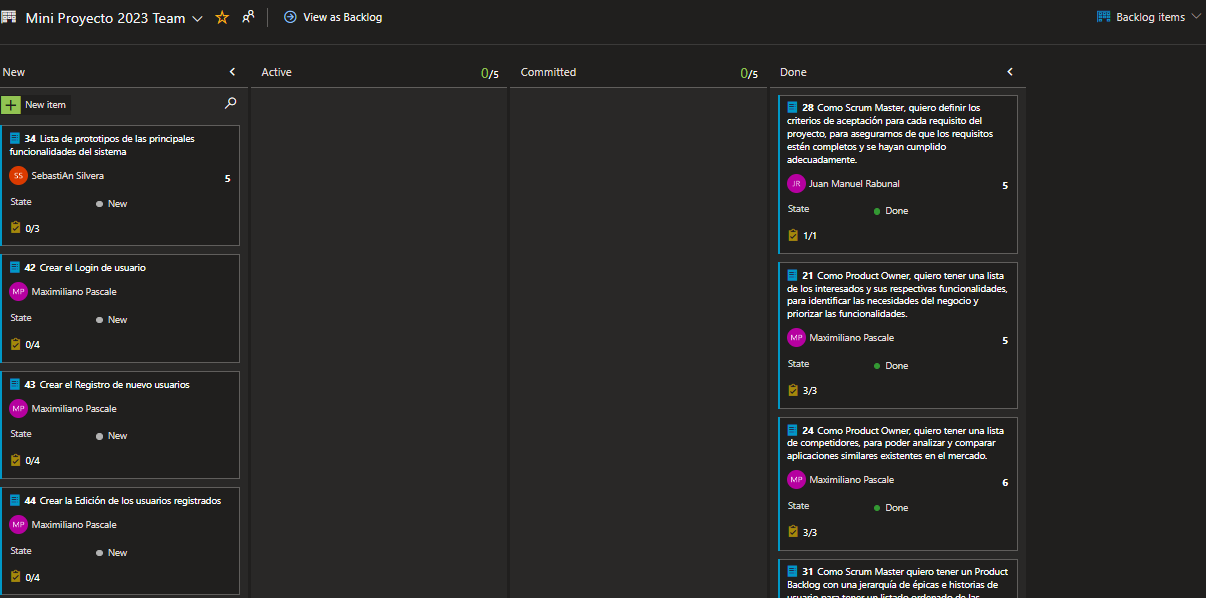 Mini Proyecto 2023 Team
View as Backlog
Backlog items
New
Active
0/5
Committed
0/5
Done
New item
34 Lista de prototipos de las principales
funcionalidades del sistema
SS
SebastiAn Silvera
5
State
New
0/3
42 Crear el Login de usuario
MP
Maximiliano Pascale
State
New
0/4
43 Crear el Registro de nuevo usuarios
MP
Maximiliano Pascale
State
New
0/4
44 Crear la Edición de los usuarios registrados
MP
Maximiliano Pascale
State
New
0/4
28 Como Scrum Master, quiero definir los
criterios de aceptación para cada requisito del
proyecto, para asegurarnos de que los requisitos
estén completos y se hayan cumplido
adecuadamente.
JR
Juan Manuel Rabunal
5
State
Done
1/1
21 Como Product Owner, quiero tener una lista
de los interesados y sus respectivas funcionalidades,
para identificar las necesidades del negocio y
priorizar las funcionalidades.
MP
Maximiliano Pascale
5
State
Done
3/3
24 Como Product Owner, quiero tener una lista
de competidores, para poder analizar y comparar
aplicaciones similares existentes en el mercado.
MP
Maximiliano Pascale
6
State
Done
3/3
31 Como Scrum Master quiero tener un Product
Backlog con una jerarquía de épicas e historias de
usuario para tener un listado ordenado de las